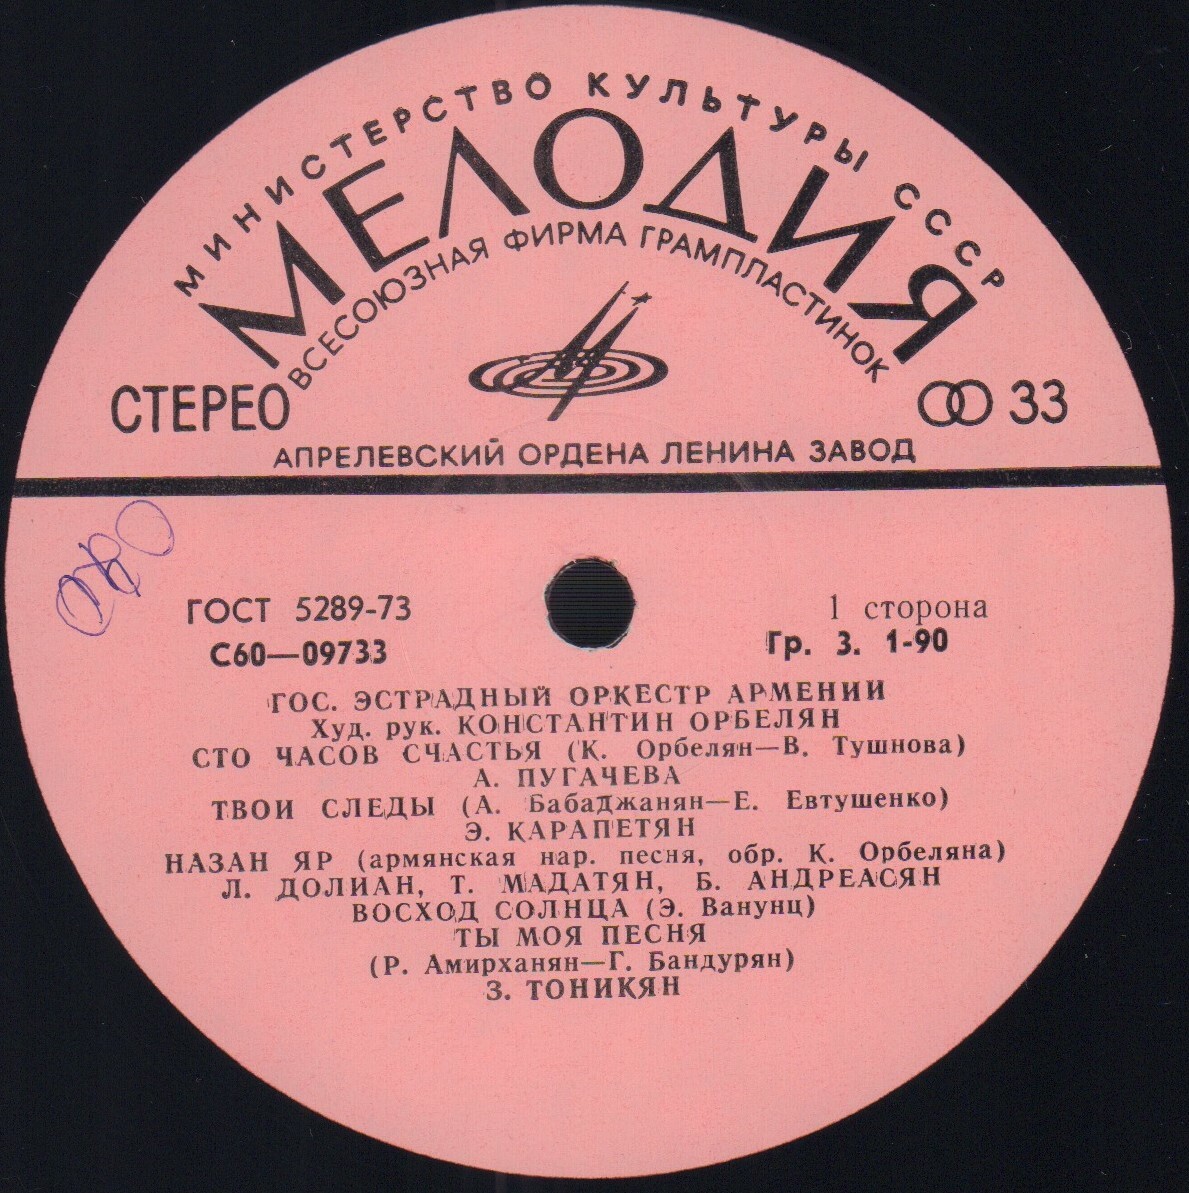 МИНИСТЕРСТВО КУЛЬТУРЫ СССР
МЕЛОДИЯ
ВСЕСОЮЗНАЯ ФИРМА ГРАМПЛАСТИНОК
СТЕРЕО
33
АПРЕЛЕВСКИЙ ОРДЕНА ЛЕНИНА ЗАВОД
ГОСТ 5289-73
1 сторона
С60—09733
Гр. 3. 1-90
ГОС. ЭСТРАДНЫЙ ОРКЕСТР АРМЕНИИ
Худ. рук. КОНСТАНТИН ОРБЕЛЯН
СТО ЧАСОВ СЧАСТЬЯ (К. Орбелян—В. Тушнова)
А. ПУГАЧЕВА
ТВОИ СЛЕДЫ (А. Бабаджанян—Е. Евтушенко)
Э. КАРАПЕТЯН
НАЗАН ЯР (армянская нар. песня, обр. К. Орбеляна)
Л. ДОЛИАН, Т. МАДАТЯН, Б. АНДРЕАСЯН
ВОСХОД СОЛНЦА (Э. Ванунц)
ТЫ МОЯ ПЕСНЯ
(Р. Амирханян—Г. Бандурян)
З. ТОНИКЯН